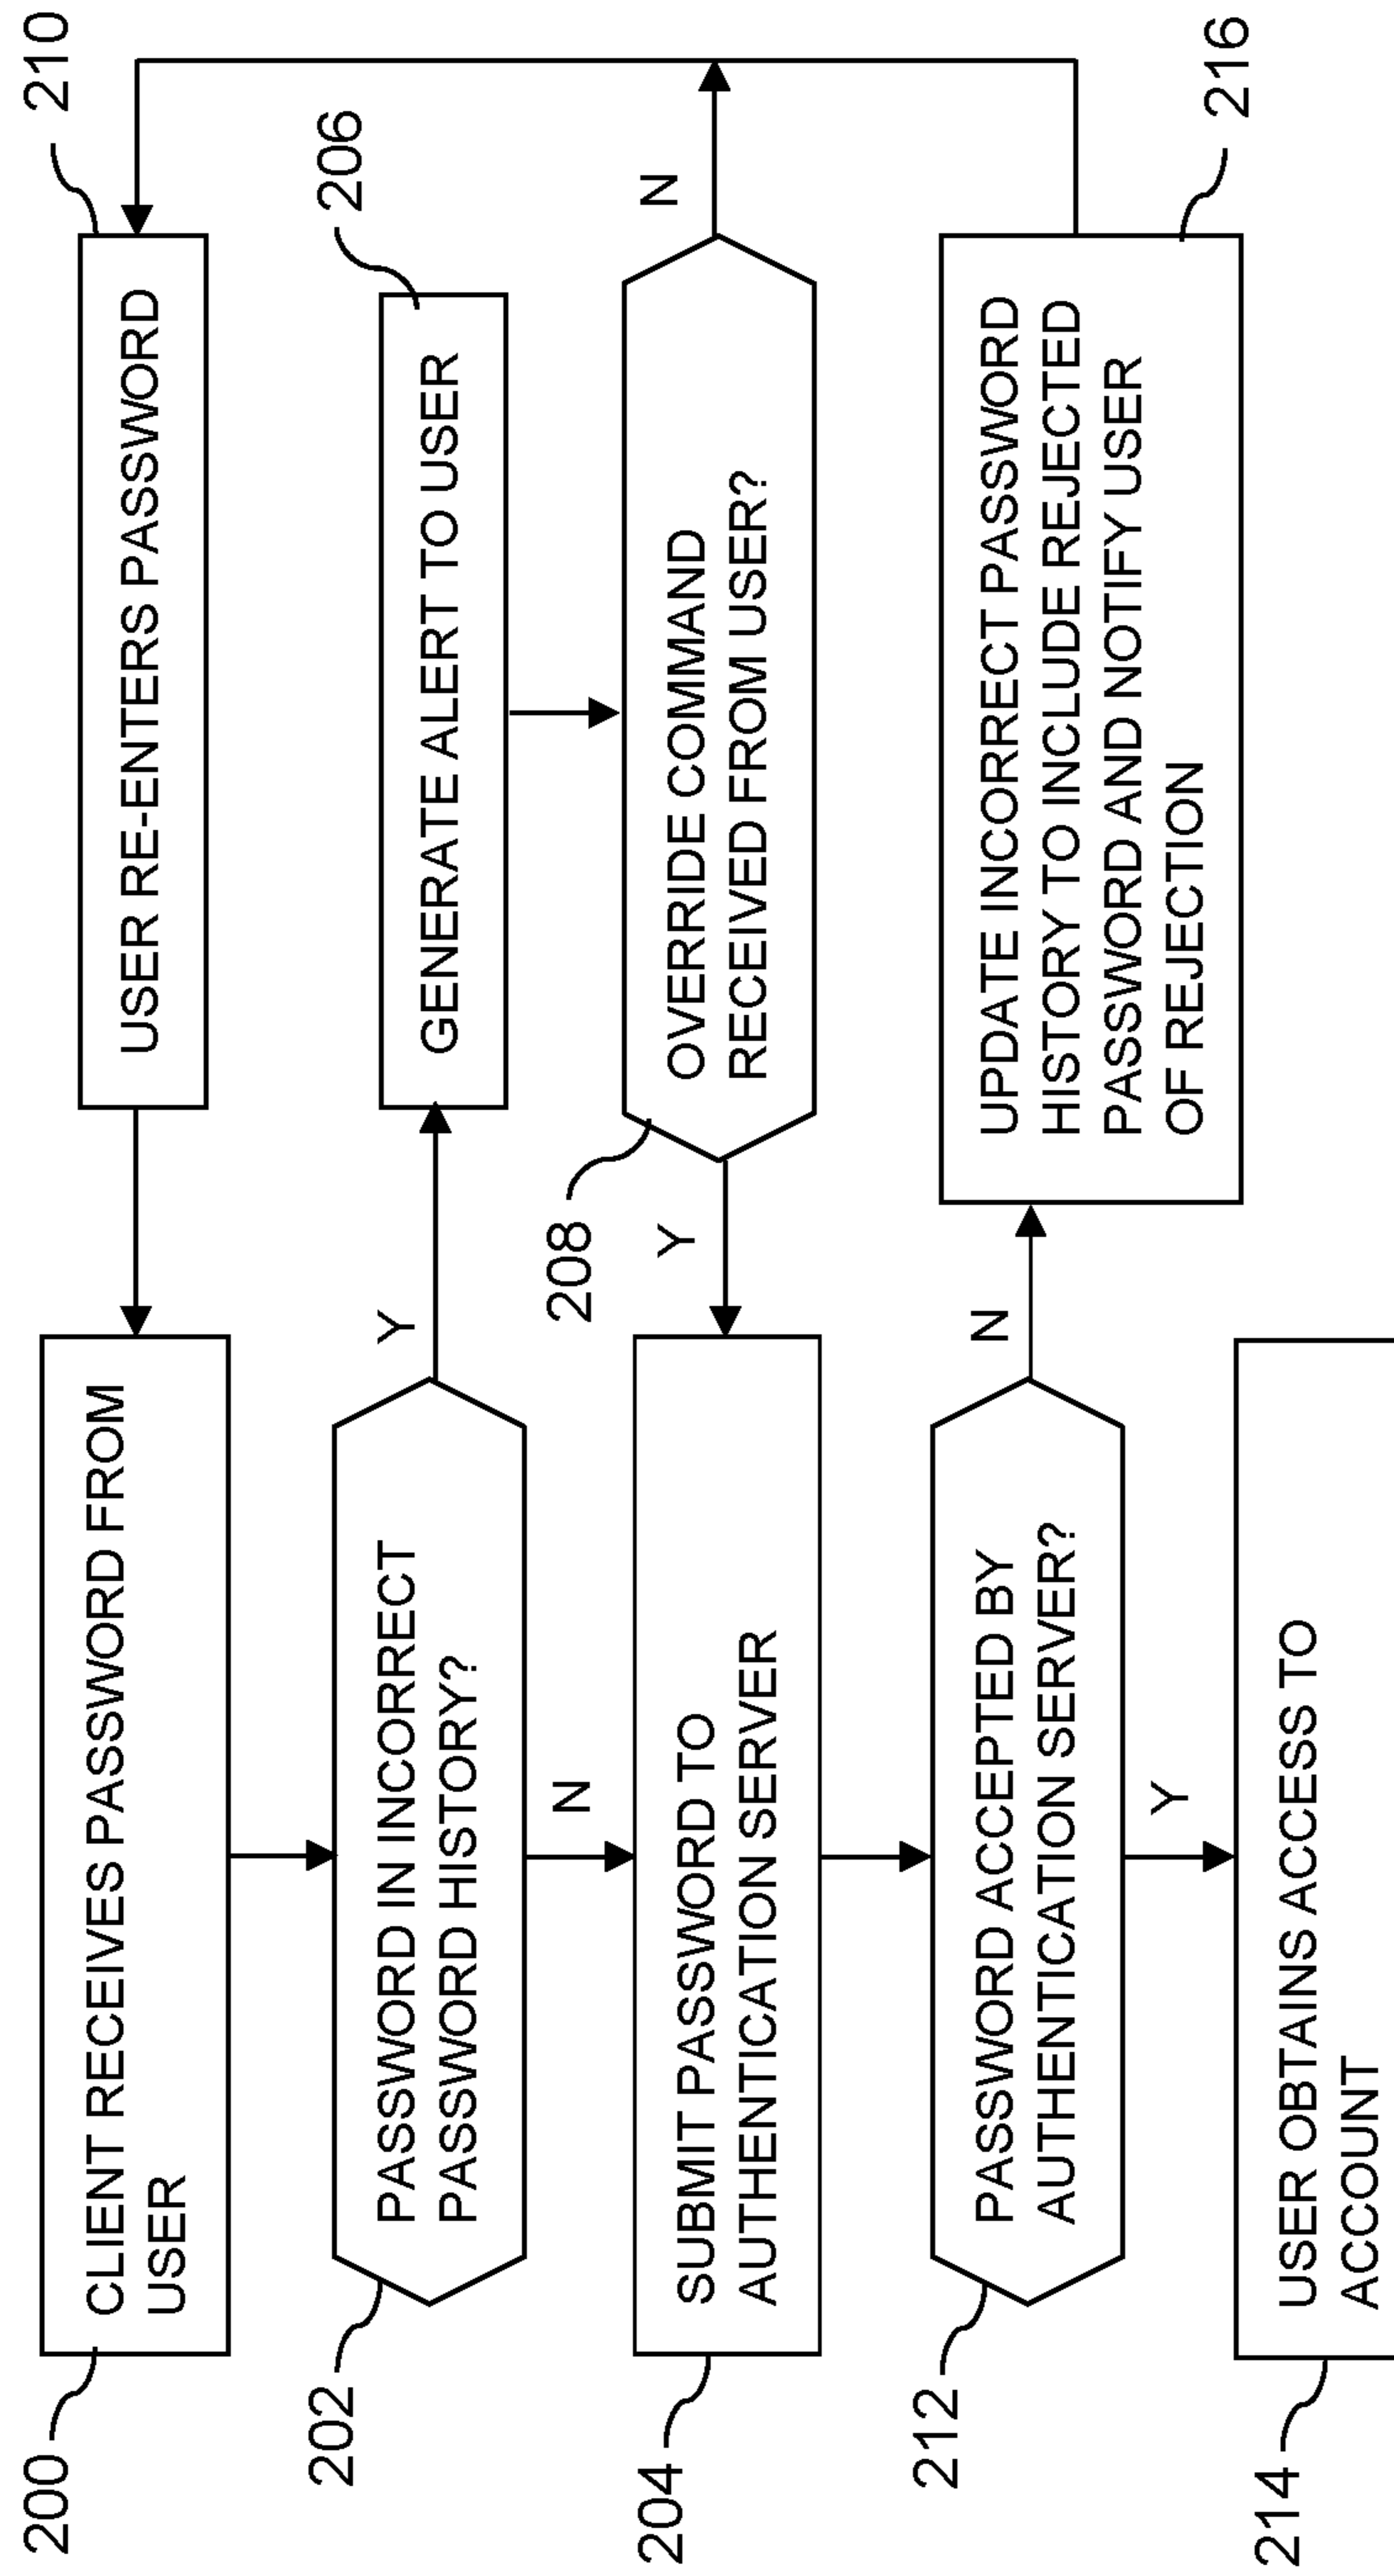 200
CLIENT RECEIVES PASSWORD FROM
USER
USER RE-ENTERS PASSWORD
210
202
PASSWORD IN INCORRECT
PASSWORD HISTORY?
Y
N
GENERATE ALERT TO USER
206
204
SUBMIT PASSWORD TO
AUTHENTICATION SERVER
208
Y
OVERRIDE COMMAND
RECEIVED FROM USER?
N
212
PASSWORD ACCEPTED BY
AUTHENTICATION SERVER?
N
Y
UPDATE INCORRECT PASSWORD
HISTORY TO INCLUDE REJECTED
PASSWORD AND NOTIFY USER
OF REJECTION
216
214
USER OBTAINS ACCESS TO
ACCOUNT